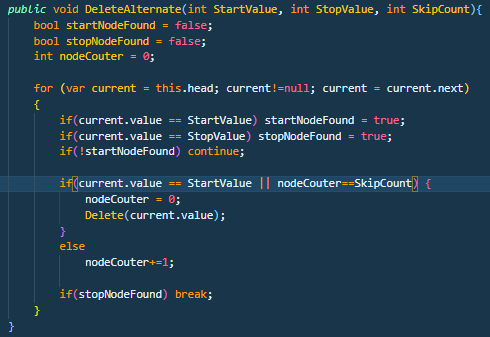 public void DeleteAlternate(int StartValue, int StopValue, int SkipCount){
bool startNodeFound = false;
bool stopNodeFound = false;
int nodeCouter = 0;
for (var current = this.head; current!=null; current = current.next)
{
if(current.value == StartValue) startNodeFound = true;
if(current.value == StopValue) stopNodeFound = true;
if(!startNodeFound) continue;
if(current.value == StartValue || nodeCouter==SkipCount) {
nodeCouter = 0;
Delete(current.value);
}
else
nodeCouter+=1;
if(stopNodeFound) break;
}
}